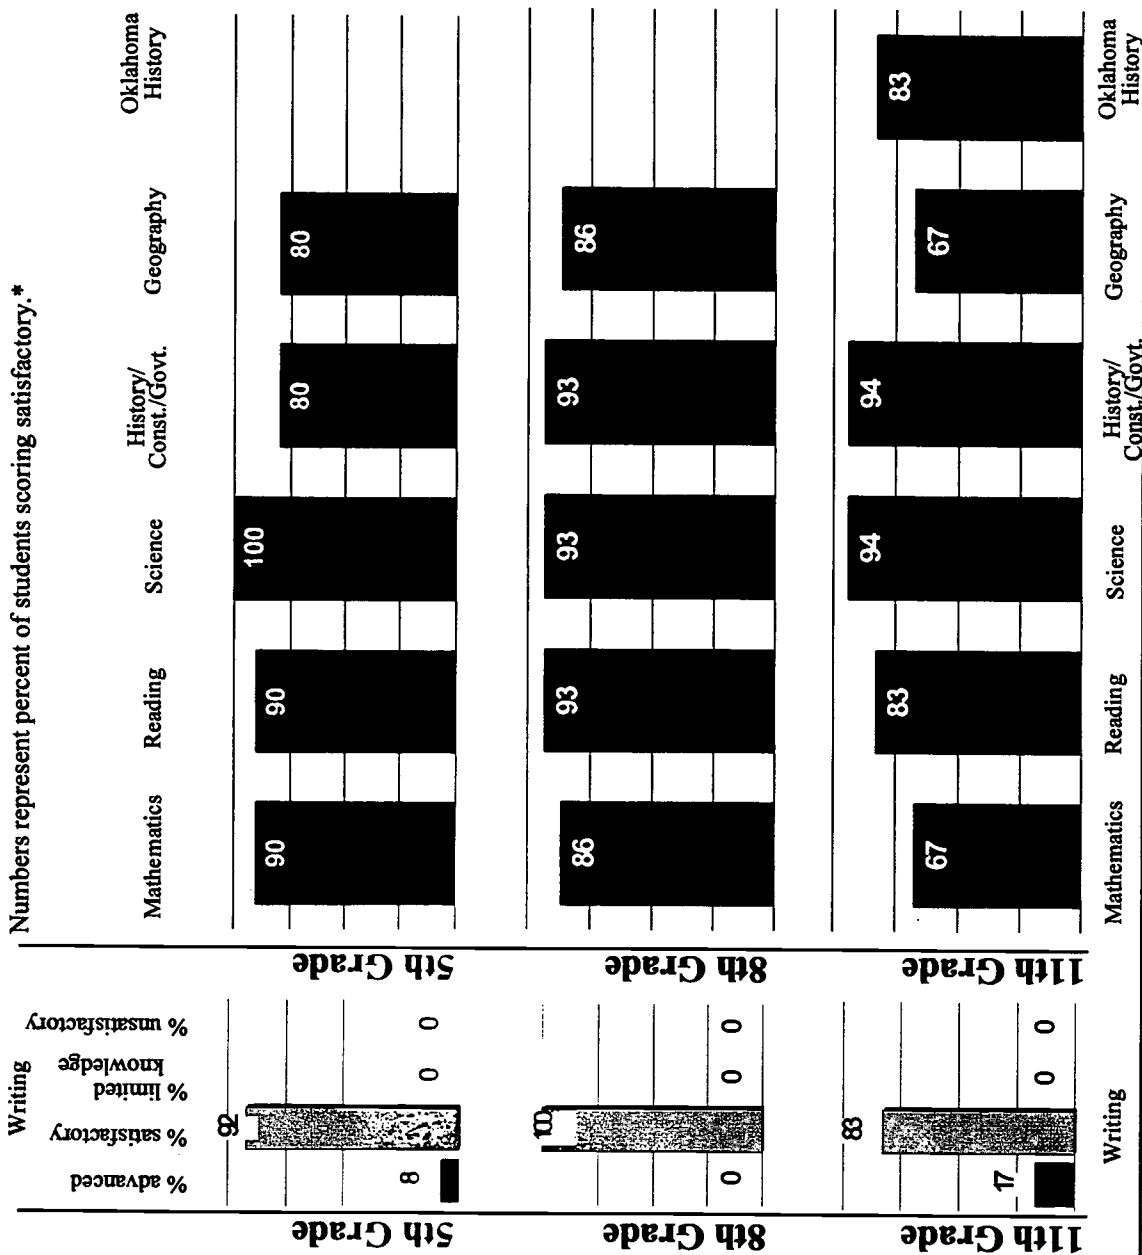 Numbers represent percent of students scoring satisfactory.*
Writing
% advanced
% satisfactory
% limited
knowledge
% unsatisfactory
Mathematics
Reading
Science
History/
Const./Govt.
Geography
Oklahoma
History
5th Grade
8
92
0
0
5th Grade
90
90
100
80
80
8th Grade
0
100
0
0
8th Grade
86
93
93
93
86
11th Grade
17
83
0
0
11th Grade
67
83
94
94
67
83
Writing
Mathematics
Reading
Science
History/
Const./Govt.
Geography
Oklahoma
History